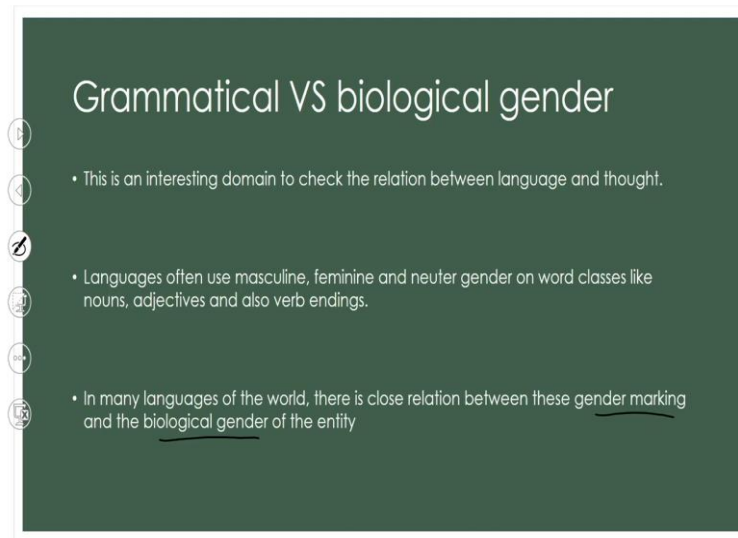 Grammatical VS biological gender
• This is an interesting domain to check the relation between language and thought.
• Languages often use masculine, feminine and neuter gender on word classes like
nouns, adjectives and also verb endings.
• In many languages of the world, there is close relation between these gender marking
and the biological gender of the entity